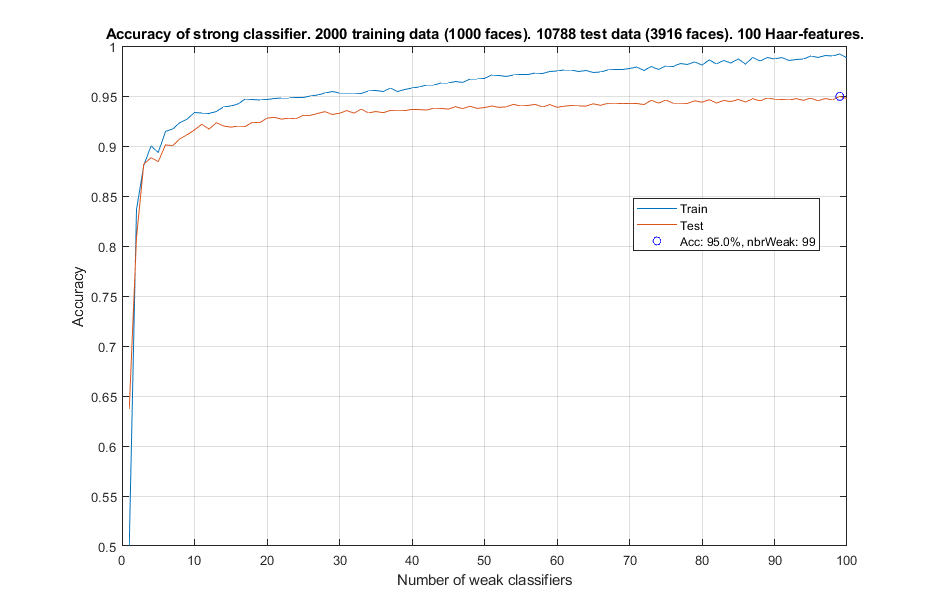 Accuracy of strong classifier. 2000 training data (1000 faces). 10788 test data (3916 faces). 100 Haar-features.
1
0.95
0.9
0.85
0.8
0.75
0.7
0.65
0.6
0.55
0.5
Accuracy
Train
Test
Acc: 95.0%, nbrWeak: 99
0 10 20 30 40 50 60 70 80 90 100
Number of weak classifiers